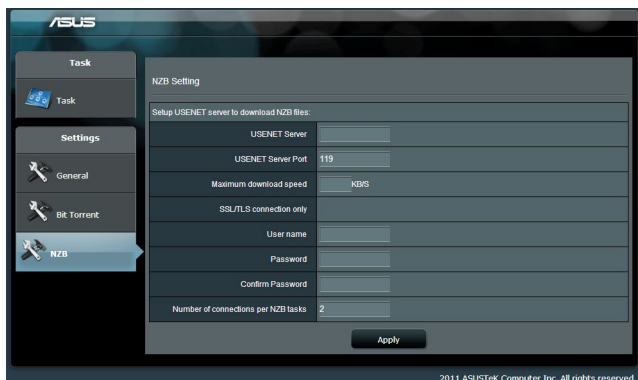 ASUS
Task
Task
Settings
General
Bit Torrent
NZB
NZB Setting
Setup USENET server to download NZB files:
USENET Server
USENET Server Port 119
Maximum download speed KB/S
SSL/TLS connection only
User name
Password
Confirm Password
Number of connections per NZB tasks 2
Apply
2011 ASUSTeK Computer Inc. All rights reserved